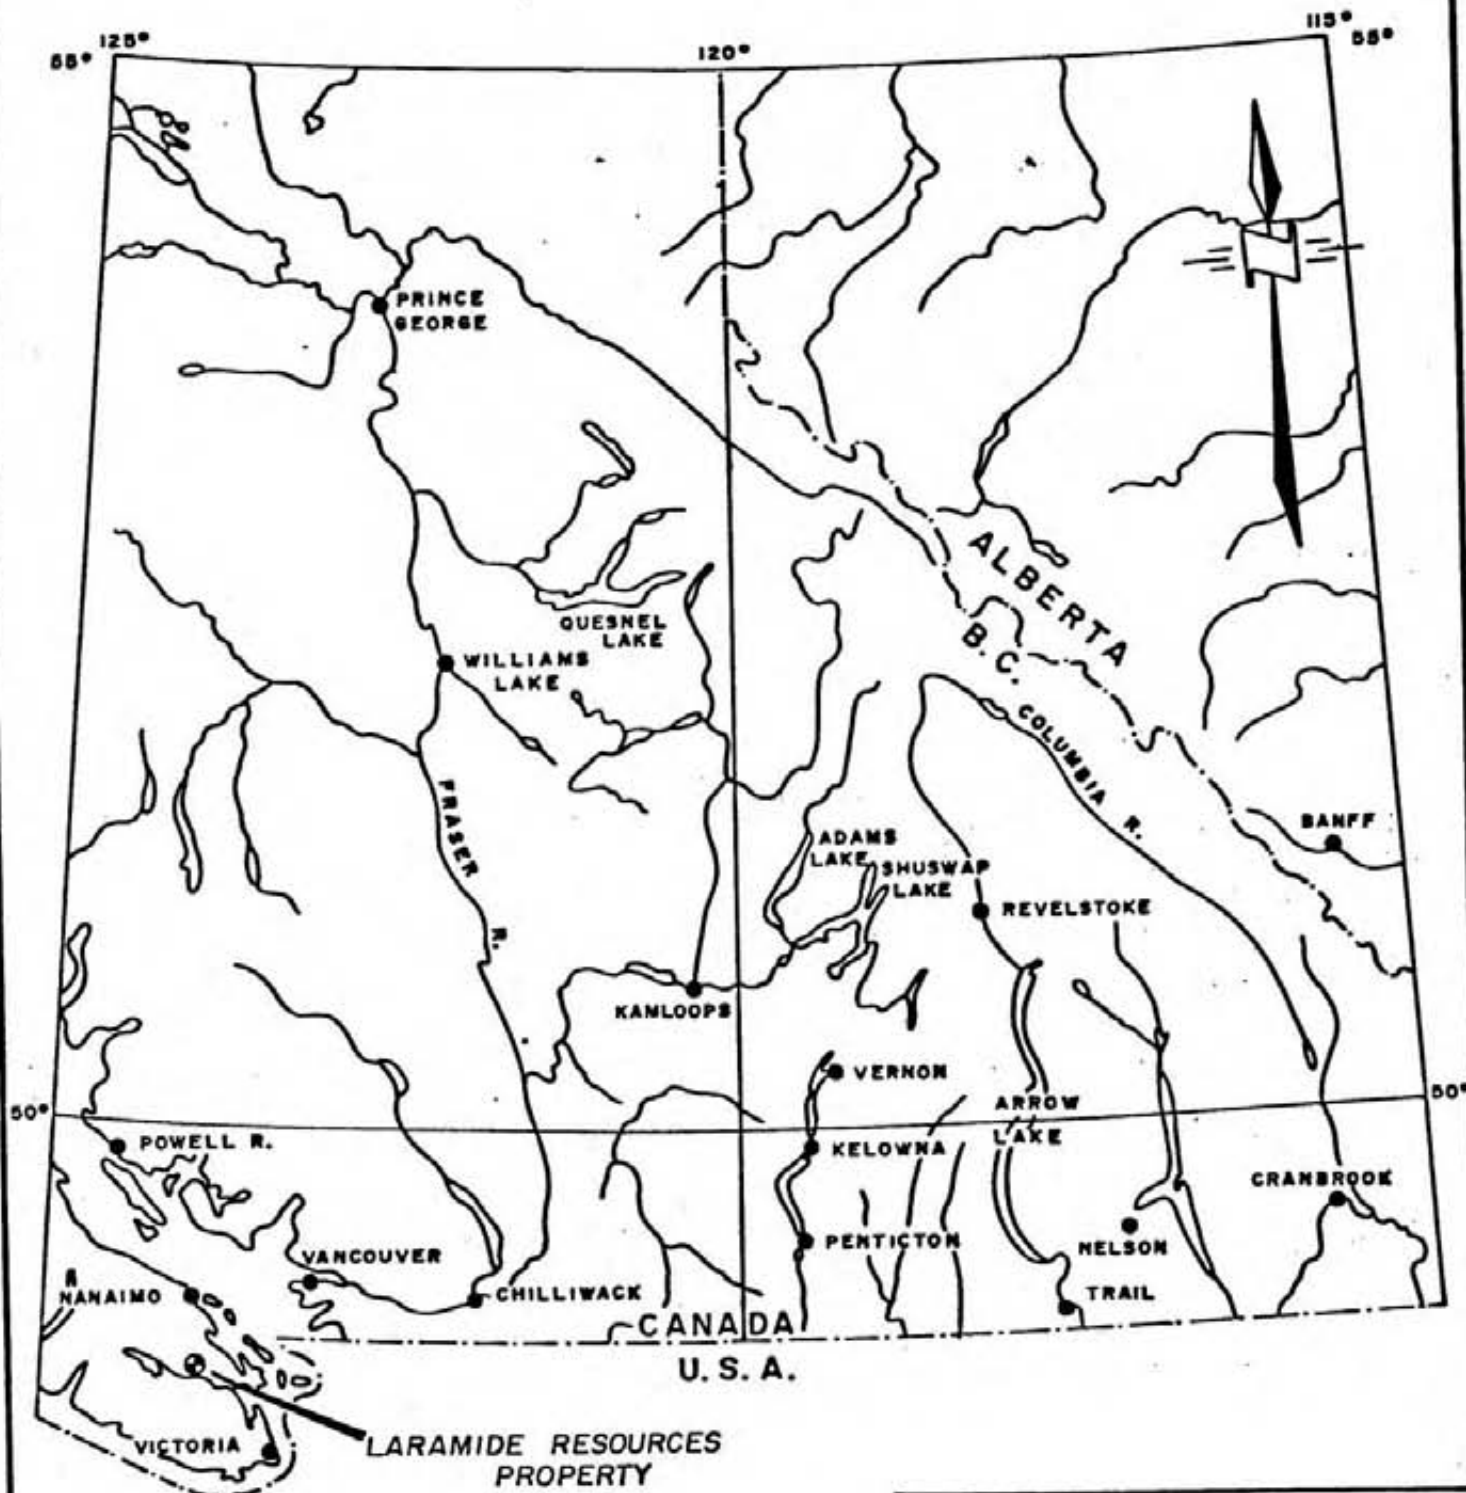 125°
120°
115°
55°
55°
PRINCE
GEORGE
ALBERTA
B.C.
QUESNEL
LAKE
WILLIAMS
LAKE
COLUMBIA R.
FRASER R.
BANFF
ADAMS
LAKE
SHUSWAP
LAKE
REVELSTOKE
KAMLOOPS
VERNON
ARROW
LAKE
50°
50°
POWELL R.
KELOWNA
CRANBROOK
PENTICTON
NELSON
VANCOUVER
NANAIMO
CHILLIWACK
TRAIL
CANADA
U.S.A.
VICTORIA
LARAMIDE RESOURCES
PROPERTY